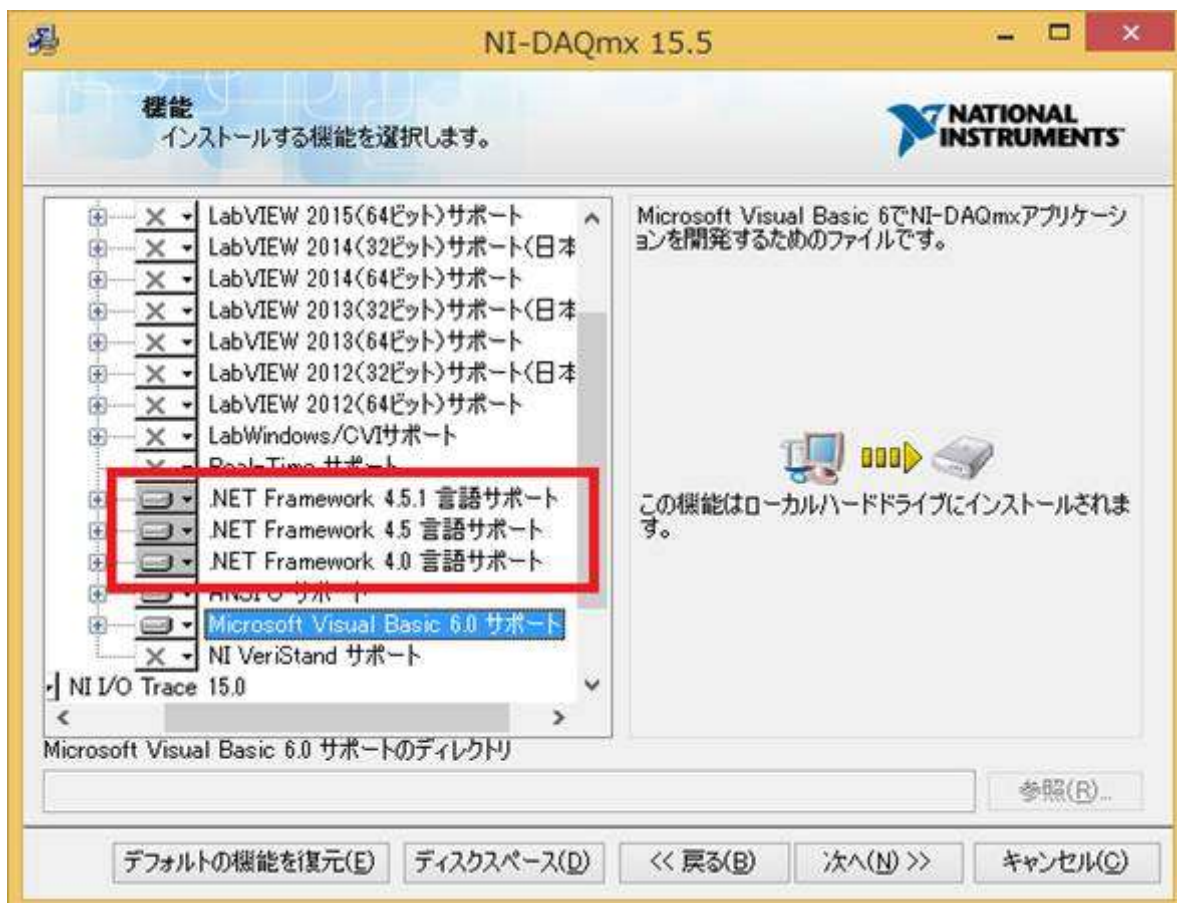 NI-DAQmx 15.5
機能
インストールする機能を選択します。
NATIONAL
INSTRUMENTS
LabVIEW 2015(64ビット)サポート
LabVIEW 2014(32ビット)サポート(日本
LabVIEW 2014(64ビット)サポート
LabVIEW 2013(32ビット)サポート(日本
LabVIEW 2013(64ビット)サポート
LabVIEW 2012(32ビット)サポート(日本
LabVIEW 2012(64ビット)サポート
LabWindows/CVIサポート
Real-Time サポート
.NET Framework 4.5.1 言語サポート
.NET Framework 4.5 言語サポート
.NET Framework 4.0 言語サポート
ANSI C サポート
Microsoft Visual Basic 6.0 サポート
NI VeriStand サポート
NI I/O Trace 15.0
Microsoft Visual Basic 6でNI-DAQmxアプリケーシ
ョンを開発するためのファイルです。
この機能はローカルハードドライブにインストールされま
す。
Microsoft Visual Basic 6.0 サポートのディレクトリ
参照(R)...
デフォルトの機能を復元(E)
ディスクスペース(D)
<< 戻る(B)
次へ(N) >>
キャンセル(C)